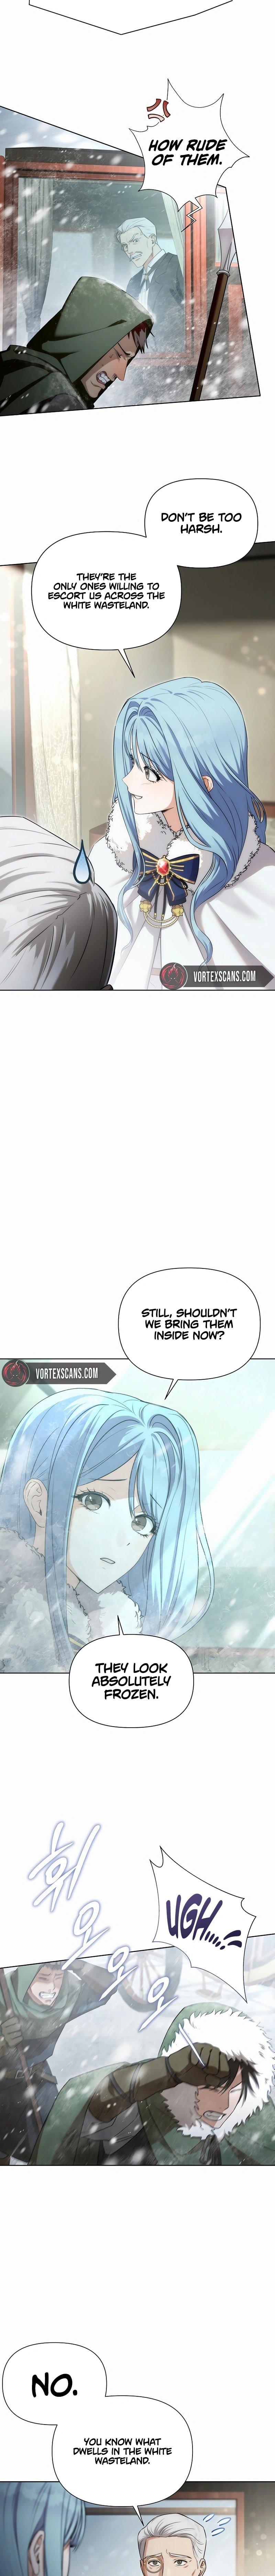 HOW RUDE
OF THEM.
DON'T BE TOO
HARSH.
THEY'RE THE
ONLY ONES WILLING TO
ESCORT US ACROSS THE
WHITE WASTELAND.
VORTEXSCANS.COM
STILL, SHOULDN'T
WE BRING THEM
INSIDE NOW?
VORTEXSCANS.COM
THEY LOOK
ABSOLUTELY
FROZEN.
휘오오오
UGH....!!
NO.
YOU KNOW WHAT
DWELLS IN THE WHITE
WASTELAND.